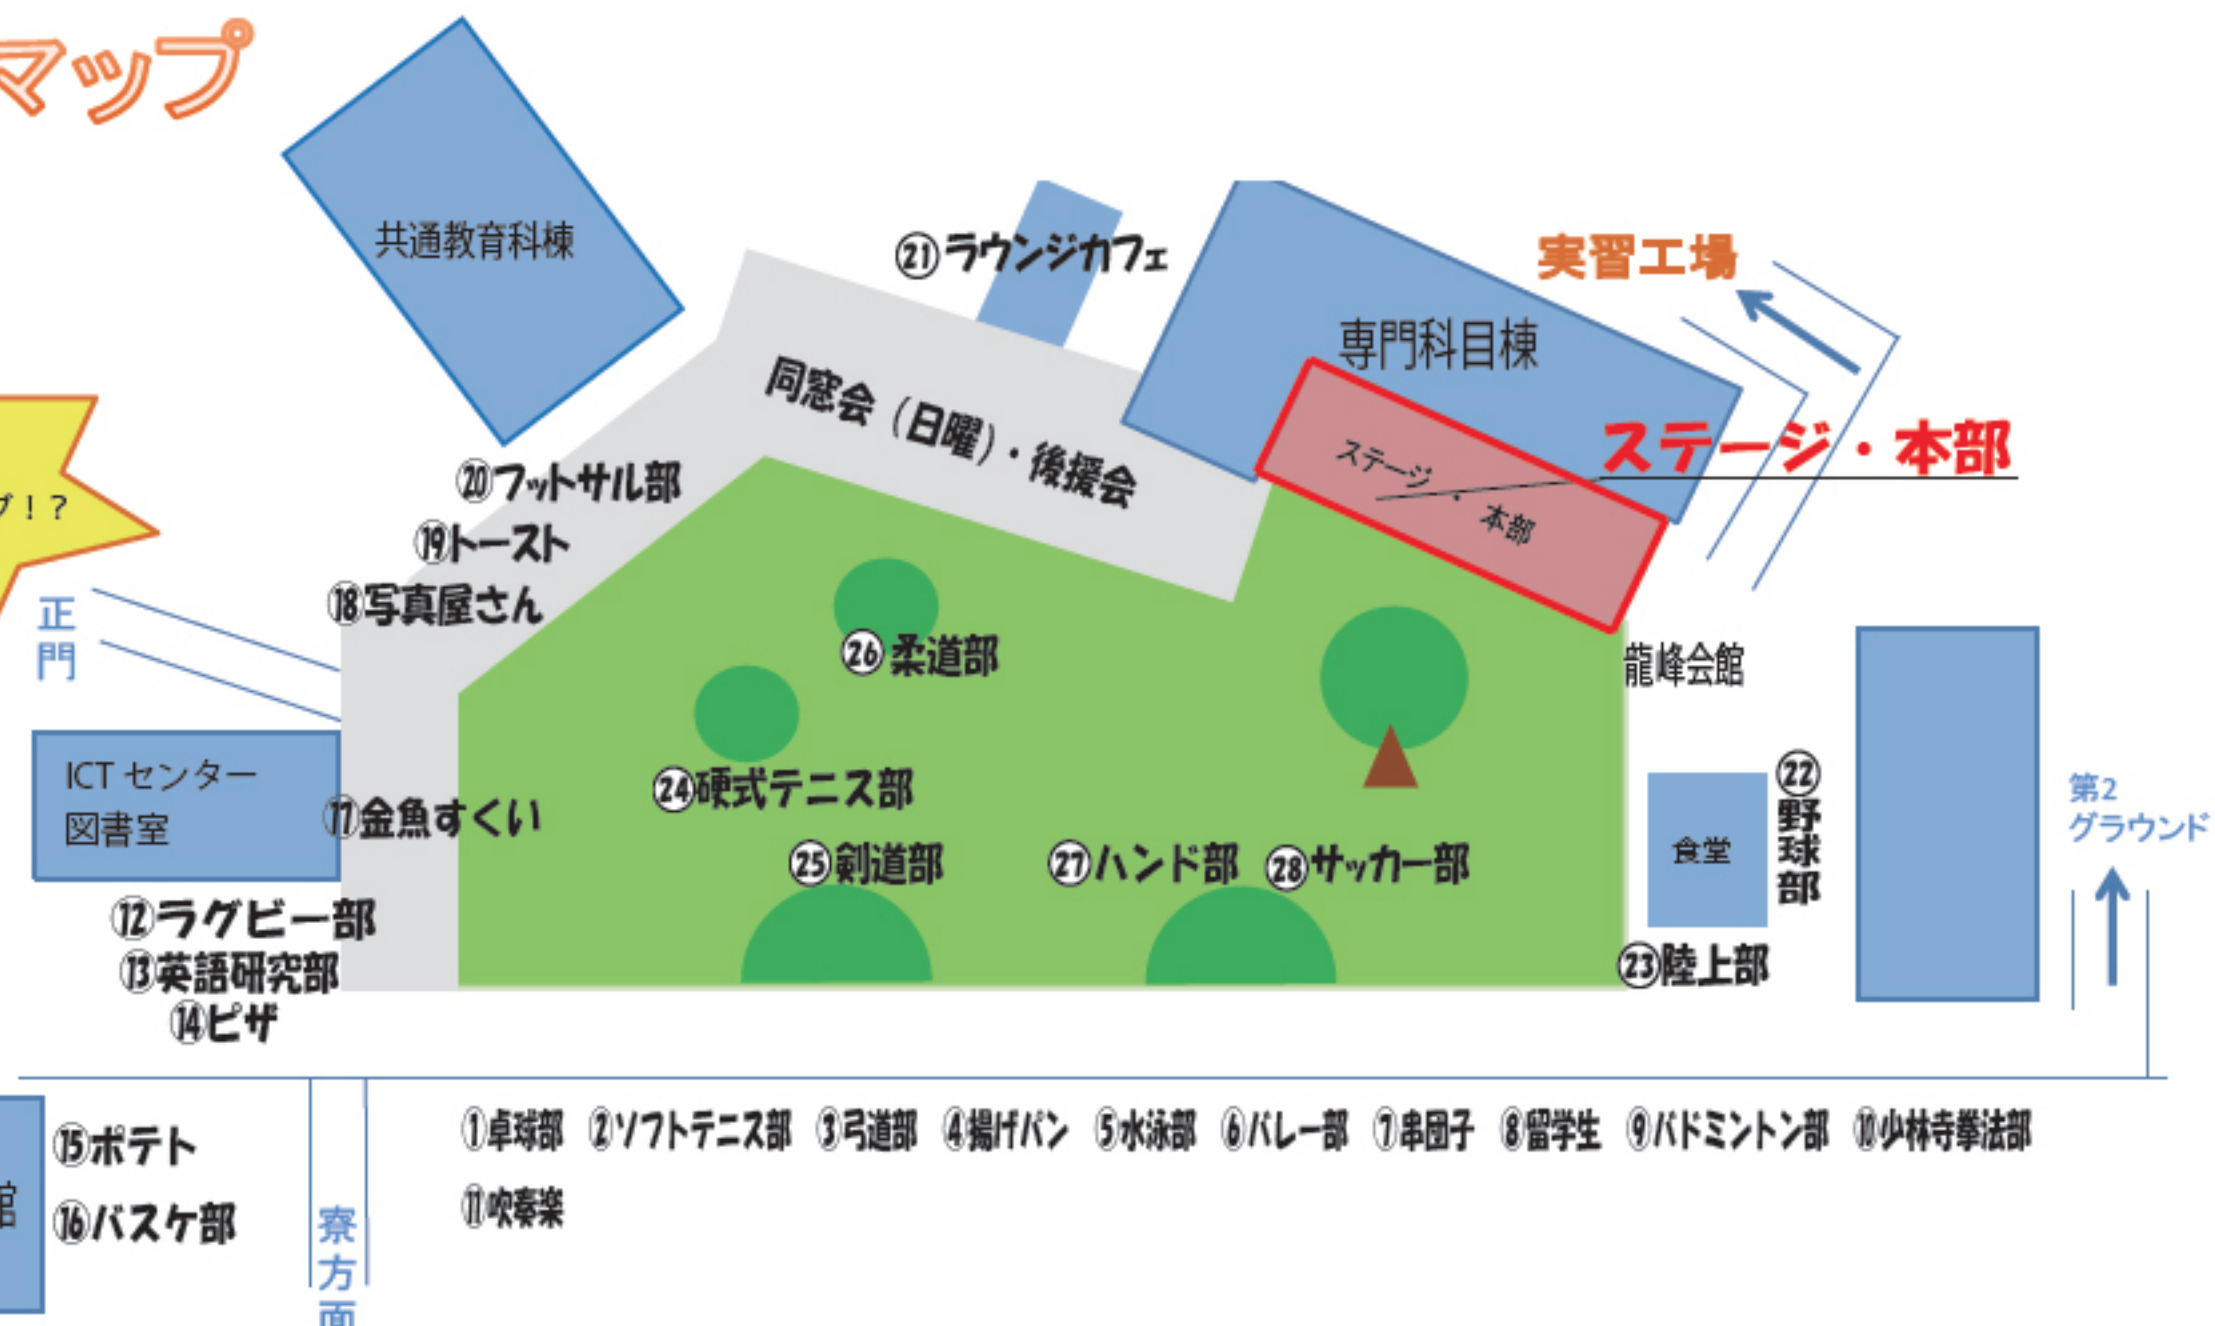 マップ
共通教育科棟
㉑ラウンジカフェ
専門科目棟
実習工場
ステージ・本部
ステージ・本部
同窓会（日曜）・後援会
⑳フットサル部
⑲トースト
⑱写真屋さん
ブ！？
正門
ICT センター
図書室
⑰金魚すくい
㉖柔道部
㉔硬式テニス部
㉕剣道部
㉗ハンド部
㉘サッカー部
龍峰会館
食堂
㉒野球部
㉓陸上部
第2
グラウンド
⑫ラグビー部
⑬英語研究部
⑭ピザ
館
⑮ポテト
⑯バスケ部
寮方面
①卓球部 ②ソフトテニス部 ③弓道部 ④揚げパン ⑤水泳部 ⑥バレー部 ⑦串団子 ⑧留学生 ⑨バドミントン部 ⑩少林寺拳法部
⑪吹奏楽